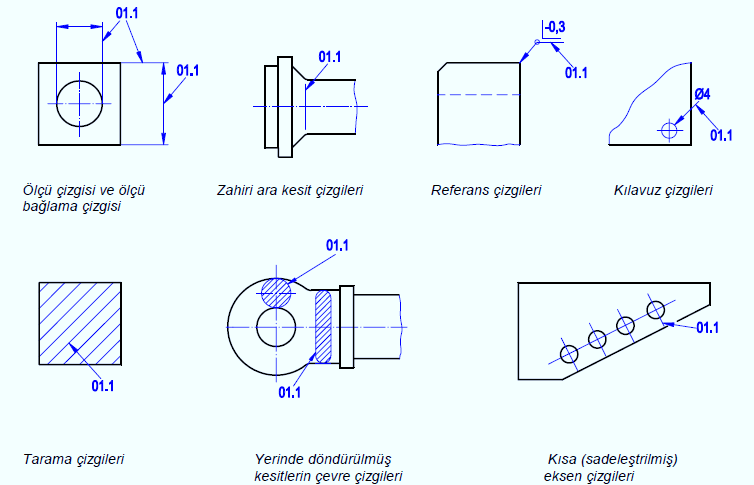 01.1
01.1
01.1
-0,3
01.1
Ø4
01.1
Ölçü çizgisi ve ölçü
bağlama çizgisi
Zahiri ara kesit çizgileri
Referans çizgileri
Kılavuz çizgileri
01.1
01.1
01.1
01.1
Tarama çizgileri
Yerinde döndürülmüş
kesitlerin çevre çizgileri
Kısa (sadeleştrilmiş)
eksen çizgileri